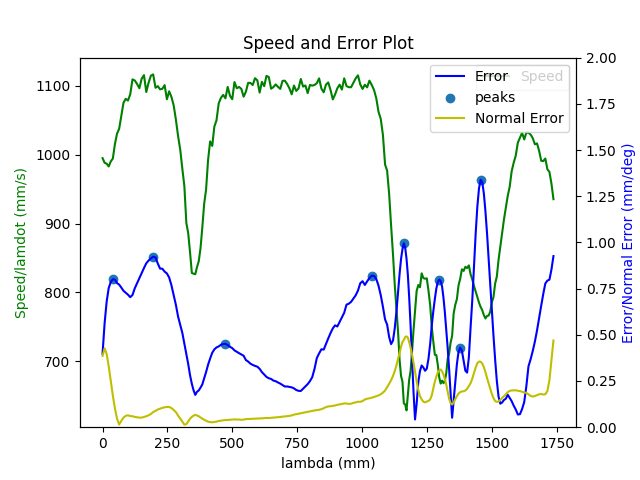 Speed and Error Plot
Error
Speed
peaks
Normal Error
Speed/lamdot (mm/s)
1100
1000
900
800
700
2.00
1.75
1.50
1.25
1.00
0.75
0.50
0.25
0.00
Error/Normal Error (mm/deg)
0 250 500 750 1000 1250 1500 1750
lambda (mm)